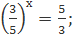 (3/5)^x = 5/3;